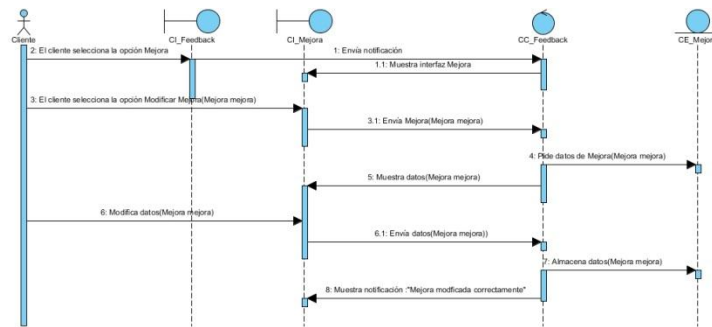 Cliente
CI_Feedback
CI_Mejora
CC_Feedback
CE_Mejor
2: El cliente selecciona la opción Mejora
1: Envía notificación
1.1: Muestra interfaz Mejora
3: El cliente selecciona la opción Modificar Mejora(Mejora mejora)
3.1: Envía Mejora(Mejora mejora)
4: Pide datos de Mejora(Mejora mejora)
5: Muestra datos(Mejora mejora)
6: Modifica datos(Mejora mejora)
6.1: Envía datos(Mejora mejora))
7: Almacena datos(Mejora mejora)
8: Muestra notificación :"Mejora modficada correctamente"